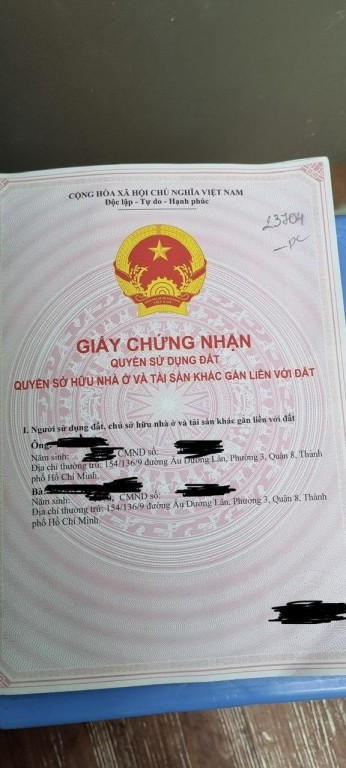 CỘNG HÒA XÃ HỘI CHỦ NGHĨA VIỆT NAM
Độc lập - Tự do - Hạnh phúc
23704
pc
GIẤY CHỨNG NHẬN
QUYỀN SỬ DỤNG ĐẤT
QUYỀN SỞ HỮU NHÀ Ở VÀ TÀI SẢN KHÁC GẮN LIỀN VỚI ĐẤT
I. Người sử dụng đất, chủ sở hữu nhà ở và tài sản khác gắn liền với đất
Ông:
Năm sinh: CMND số:
Địa chỉ thường trú: 154/136/9 đường Âu Dương Lân, Phường 3, Quận 8, Thành
phố Hồ Chí Minh.
Bà:
Năm sinh: CMND số:
Địa chỉ thường trú: 154/136/9 đường Âu Dương Lân, Phường 3, Quận 8, Thành
phố Hồ Chí Minh.